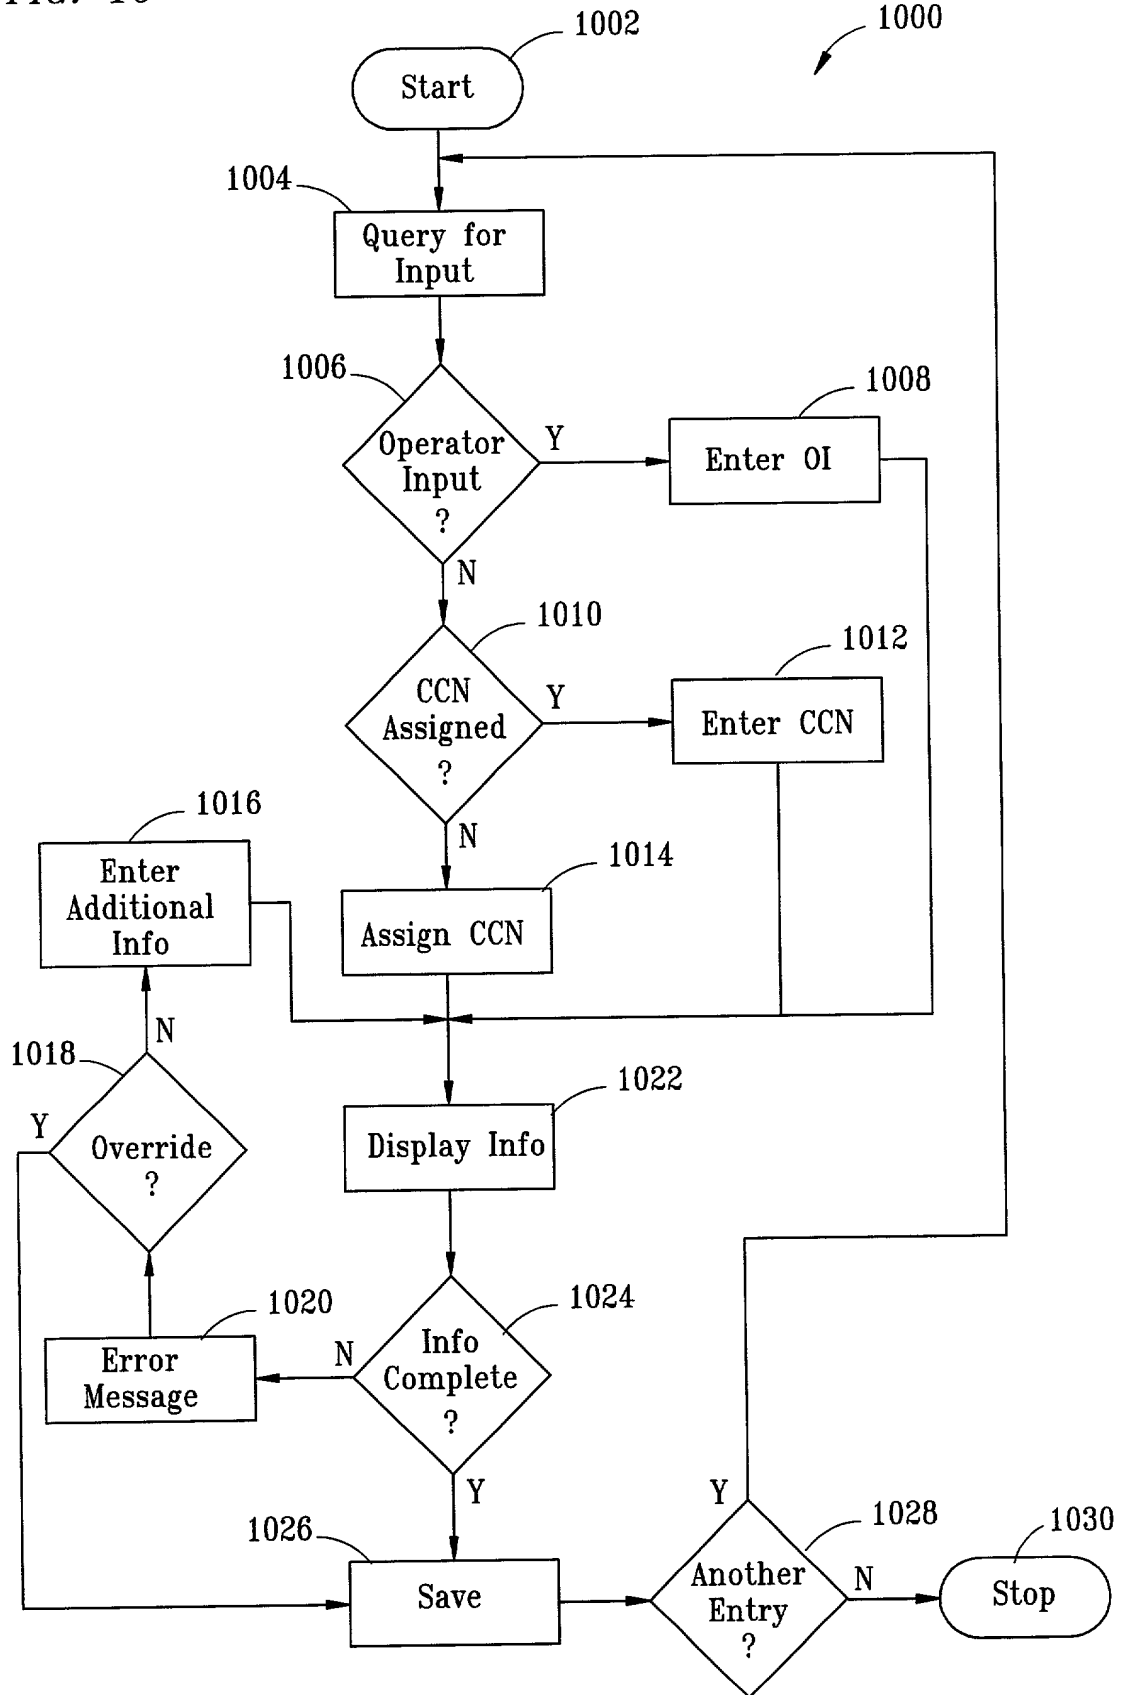 1002
1000
Start
1004
Query for
Input
1006
1008
Operator
Input
?
Y
Enter OI
N
1010
1012
CCN
Assigned
?
Y
Enter CCN
N
1016
1014
Enter
Additional
Info
Assign CCN
N
1018
1022
Y
Override
?
Display Info
1020
1024
Error
Message
N
Info
Complete
?
Y
Y
1026
1028
1030
Save
Another
Entry
?
N
Stop